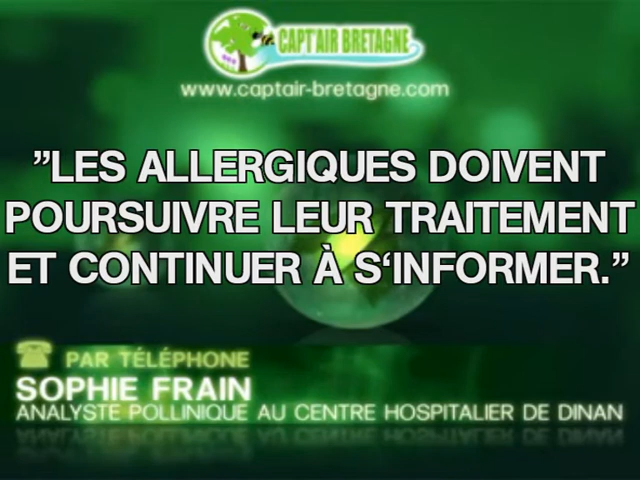 CAPT'AIR BRETAGNE
www.captair-bretagne.com
”LES ALLERGIQUES DOIVENT
POURSUIVRE LEUR TRAITEMENT
ET CONTINUER À S‘INFORMER.”
PAR TÉLÉPHONE
SOPHIE FRAIN
ANALYSTE POLLINIQUE AU CENTRE HOSPITALIER DE DINAN